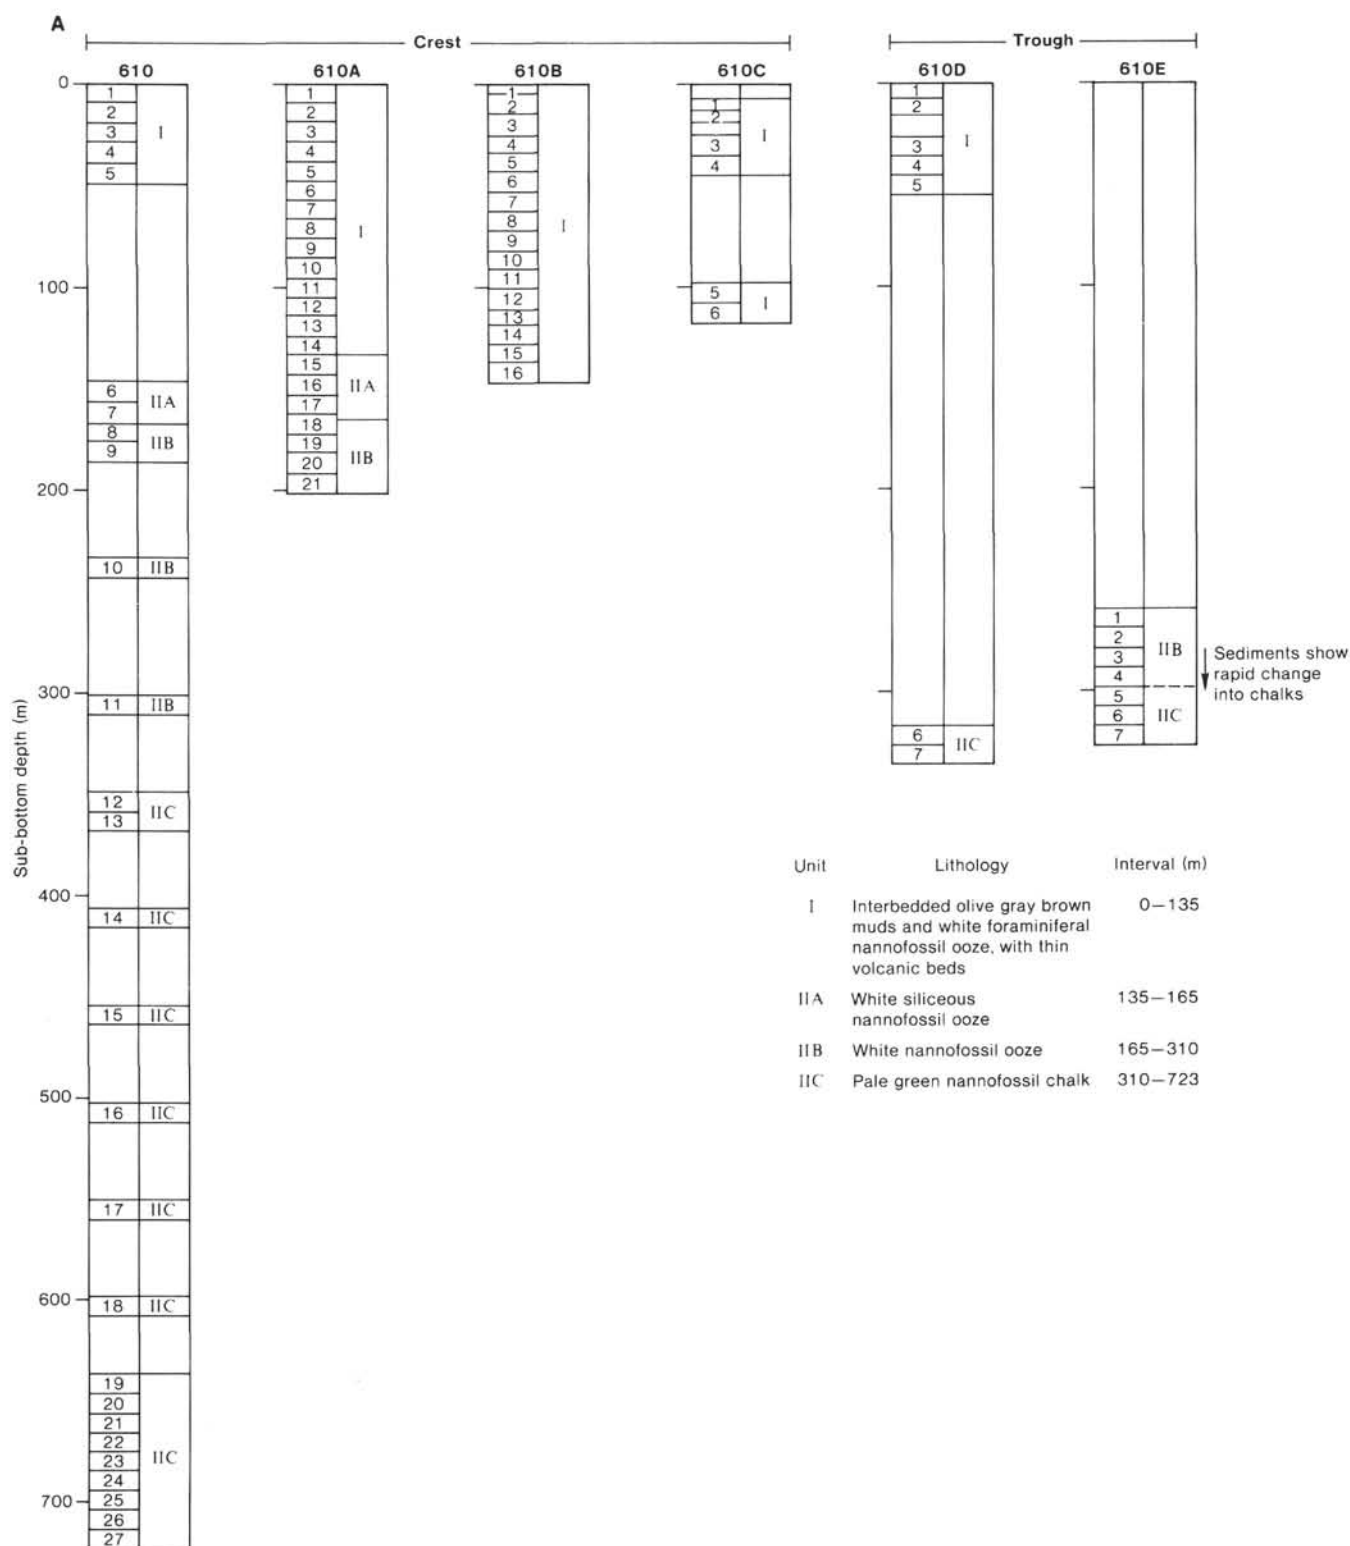 A
Crest
Trough
610
610A
610B
610C
610D
610E
Sub-bottom depth (m)
0
100
200
300
400
500
600
700
1
2
3
4
5
I
6
7
IIA
8
9
IIB
10 IIB
11 IIB
12
13
IIC
14 IIC
15 IIC
16 IIC
17 IIC
18 IIC
19
20
21
22
23
24
25
26
27
IIC
1
2
3
4
5
6
7
8
9
10
11
12
13
14
I
15
16
17
IIA
18
19
20
21
IIB
1
2
3
4
5
6
7
8
9
10
11
12
13
14
15
16
I
1
2
3
4
I
5
6
I
1
2
3
4
5
I
6
7
IIC
1
2
3
4
IIB
5
6
7
IIC
Sediments show
rapid change
into chalks
Unit Lithology Interval (m)
I Interbedded olive gray brown 0–135
muds and white foraminiferal
nannofossil ooze, with thin
volcanic beds
IIA White siliceous 135–165
nannofossil ooze
IIB White nannofossil ooze 165–310
IIC Pale green nannofossil chalk 310–723